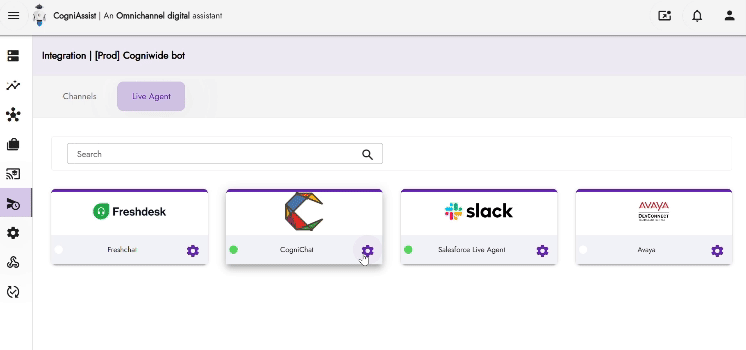 CogniAssist | An Omnichannel digital assistant
Integration | [Prod] Cogniwide bot
Channels
Live Agent
Search
Freshdesk
slack
AVAYA
DEVCONNECT
Freshchat
CogniChat
Salesforce Live Agent
Avaya